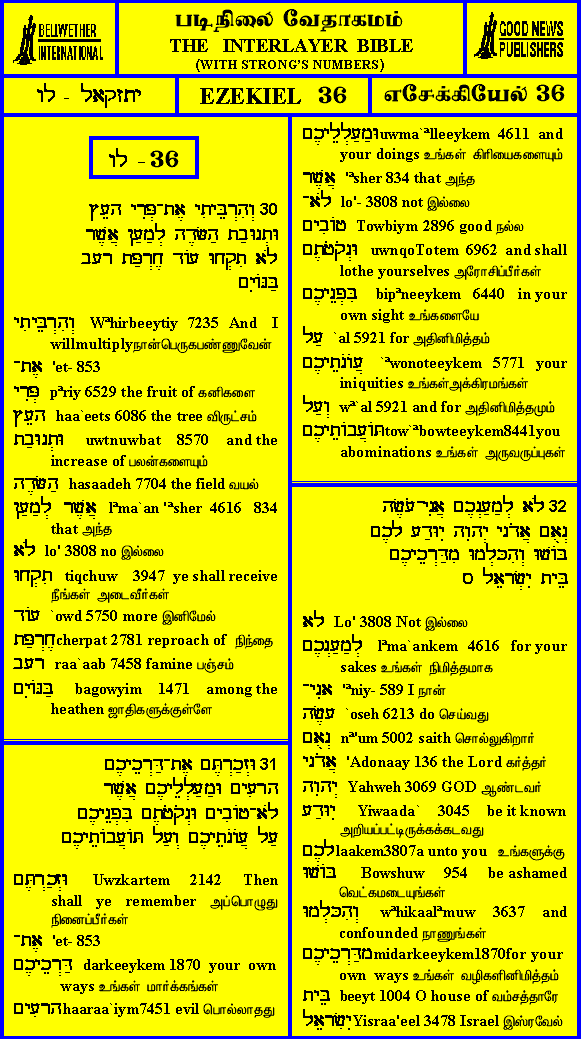 BELLWETHER
INTERNATIONAL
படிநிலை வேதாகமம்
THE INTERLAYER BIBLE
(WITH STRONG'S NUMBERS)
GOOD NEWS
PUBLISHERS
יחזקאל - לו
EZEKIEL 36
எசேக்கியேல் 36
לו - 36
30 וְהִרְבֵּיתִי אֶת־פְּרִי הָעֵץ
וּתְנוּבַת הַשָּׂדֶה לְמַעַן אֲשֶׁר
לֹא תִקְחוּ עוֹד חֶרְפַּת רָעָב
בַּגּוֹיִם
וְהִרְבֵּיתִי Wªhirbeeytiy 7235 And I
willmultiplyநான்பெருகபண்ணுவேன்
אֶת־ 'et- 853
פְּרִי pªriy 6529 the fruit of கனிகளை
הָעֵץ haa`eets 6086 the tree விருட்சம்
וּתְנוּבַת uwtnuwbat 8570 and the
increase of பலன்களையும்
הַשָּׂדֶה hasaadeh 7704 the field வயல்
לְמַעַן אֲשֶׁר lªma`an 'ªsher 4616 834
that அந்த
לֹא lo' 3808 no இல்லை
תִקְחוּ tiqchuw 3947 ye shall receive
நீங்கள் அடைவீர்கள்
עוֹד `owd 5750 more இனிமேல்
חֶרְפַּת cherpat 2781 reproach of நிந்தை
רָעָב raa`aab 7458 famine பஞ்சம்
בַּגּוֹיִם bagowyim 1471 among the
heathen ஜாதிகளுக்குள்ளே
31 וּזְכַרְתֶּם אֶת־דַּרְכֵיכֶם
הָרָעִים וּמַעַלְלֵיכֶם אֲשֶׁר
לֹא־טוֹבִים וּנְקֹטֹתֶם בִּפְנֵיכֶם
עַל עֲוֹנֹתֵיכֶם וְעַל תּוֹעֲבוֹתֵיכֶם
וּזְכַרְתֶּם Uwzkartem 2142 Then
shall ye remember அப்பொழுது
நினைப்பீர்கள்
אֶת־ 'et- 853
דַּרְכֵיכֶם darkeeykem 1870 your own
ways உங்கள் மார்க்கங்கள்
הָרָעִים haaraa`iym7451 evil பொல்லாதது
וּמַעַלְלֵיכֶם uwma`ªlleeykem 4611 and
your doings உங்கள் கிரியைகளையும்
אֲשֶׁר 'ªsher 834 that அந்த
לֹא־ lo'- 3808 not இல்லை
טוֹבִים Towbiym 2896 good நல்ல
וּנְקֹטֹתֶם uwnqoTotem 6962 and shall
lothe yourselves அரோசிப்பீர்கள்
בִּפְנֵיכֶם bipªneeykem 6440 in your
own sight உங்களையே
עַל `al 5921 for அதினிமித்தம்
עֲוֹנֹתֵיכֶם `ªwonoteeykem 5771 your
iniquities உங்கள்அக்கிரமங்கள்
וְעַל wª`al 5921 and for அதினிமித்தமும்
תּוֹעֲבוֹתֵיכֶם tow`ªbowteeykem8441you
abominations உங்கள் அருவருப்புகள்
32 לֹא לְמַעַנְכֶם אֲנִי־עֹשֶׂה
נְאֻם אֲדֹנָי יְהוִה יִוָּדַע לָכֶם
בּוֹשׁוּ וְהִכָּלְמוּ מִדַּרְכֵיכֶם
בֵּית יִשְׂרָאֵל ס
לֹא Lo' 3808 Not இல்லை
לְמַעַנְכֶם lªma`ankem 4616 for your
sakes உங்கள் நிமித்தமாக
אֲנִי־ 'ªniy- 589 I நான்
עֹשֶׂה `oseh 6213 do செய்வது
נְאֻם nª'um 5002 saith சொல்லுகிறார்
אֲדֹנָי 'Adonaay 136 the Lord கர்த்தர்
יְהוִה Yahweh 3069 GOD ஆண்டவர்
יִוָּדַע Yiwaada` 3045 be it known
அறியப்பட்டிருக்கக்கடவது
לָכֶם laakem3807a unto you உங்களுக்கு
בּוֹשׁוּ Bowshuw 954 be ashamed
வெட்கமடையுங்கள்
וְהִכָּלְמוּ wªhikaalªmuw 3637 and
confounded நாணுங்கள்
מִדַּרְכֵיכֶם midarkeeykem1870for your
own ways உங்கள் வழிகளினிமித்தம்
בֵּית beeyt 1004 O house of வம்சத்தாரே
יִשְׂרָאֵל Yisraa'eel 3478 Israel இஸ்ரவேல்